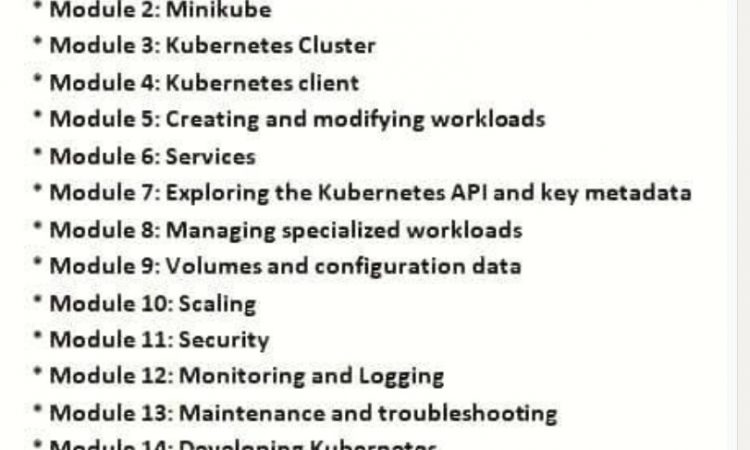 * Module 2: Minikube
* Module 3: Kubernetes Cluster
* Module 4: Kubernetes client
* Module 5: Creating and modifying workloads
* Module 6: Services
* Module 7: Exploring the Kubernetes API and key metadata
* Module 8: Managing specialized workloads
* Module 9: Volumes and configuration data
* Module 10: Scaling
* Module 11: Security
* Module 12: Monitoring and Logging
* Module 13: Maintenance and troubleshooting
* Module 14: Developing Kubernetes